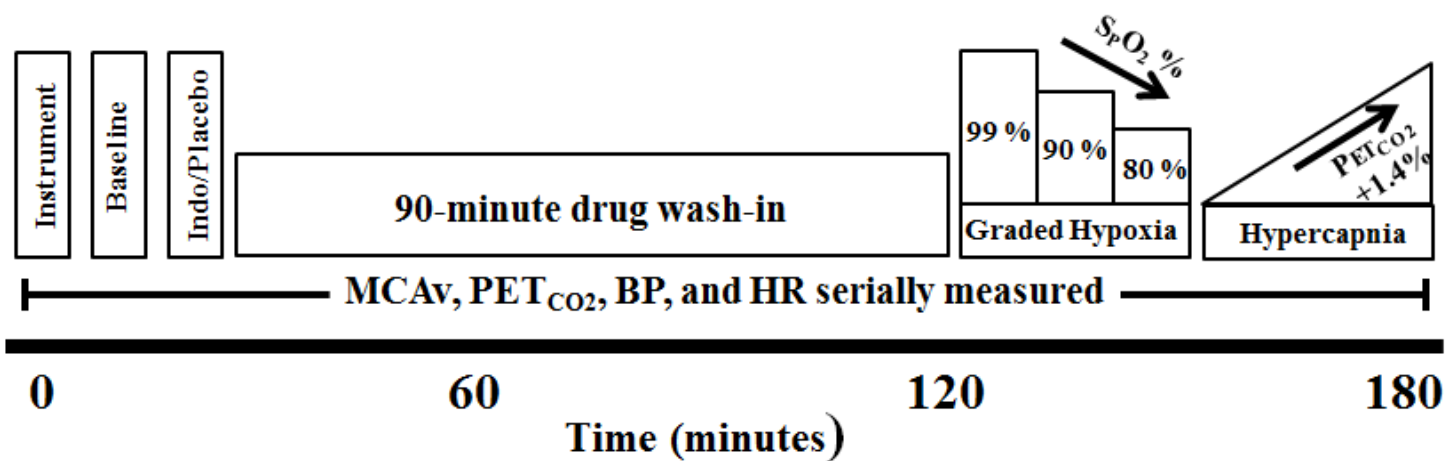 Instrument
Baseline
Indo/Placebo
90-minute drug wash-in
SPO2 %
99 %
90 %
80 %
Graded Hypoxia
PETCO2
+1.4%
Hypercapnia
MCAv, PETCO2, BP, and HR serially measured
0 60 120 180
Time (minutes)